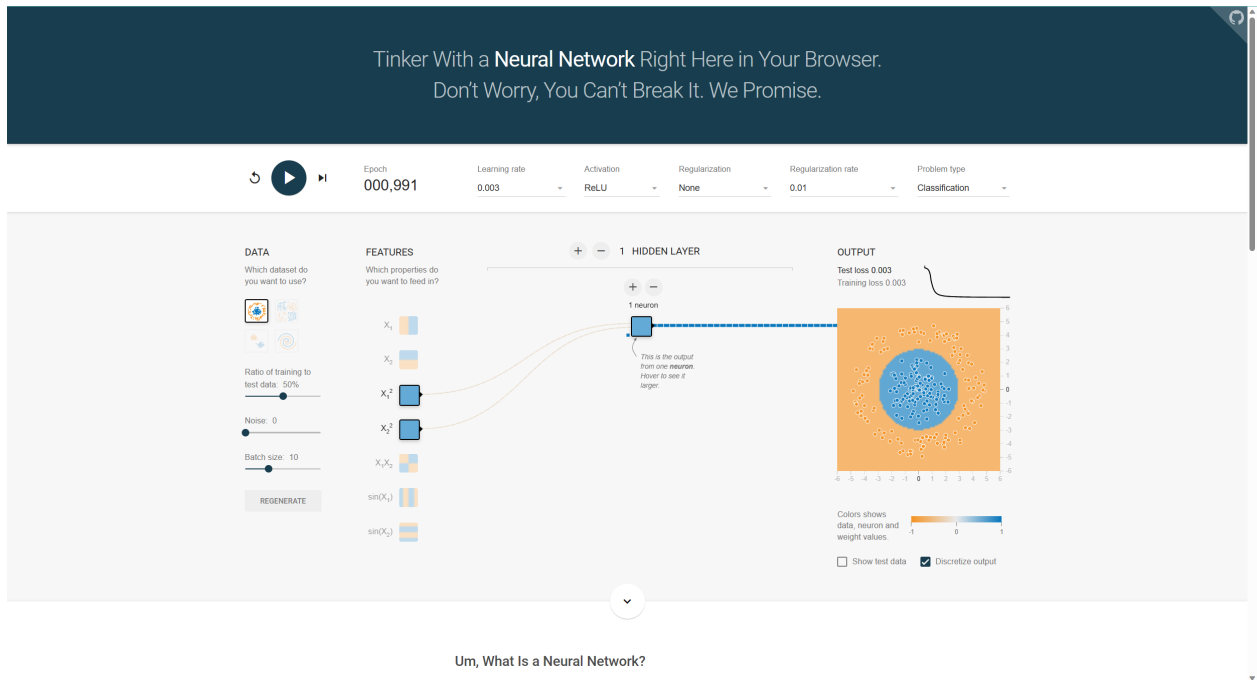 Tinker With a Neural Network Right Here in Your Browser.
Don't Worry, You Can't Break It. We Promise.
Epoch
000,991
Learning rate
0.003
Activation
ReLU
Regularization
None
Regularization rate
0.01
Problem type
Classification
DATA
Which dataset do
you want to use?
Ratio of training to
test data: 50%
Noise: 0
Batch size: 10
REGENERATE
FEATURES
Which properties do
you want to feed in?
X₁
X₂
X₁²
X₂²
X₁X₂
sin(X₁)
sin(X₂)
+ − 1 HIDDEN LAYER
+ −
1 neuron
This is the output
from one neuron.
Hover to see it
larger.
OUTPUT
Test loss 0.003
Training loss 0.003
6
5
4
3
2
1
0
-1
-2
-3
-4
-5
-6
-6 -5 -4 -3 -2 -1 0 1 2 3 4 5 6
Colors shows
data, neuron and
weight values.
-1 0 1
Show test data
Discretize output
Um, What Is a Neural Network?